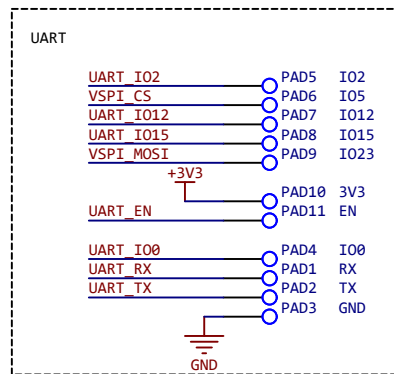 UART
UART_IO2 PAD5 IO2
VSPI_CS PAD6 IO5
UART_IO12 PAD7 IO12
UART_IO15 PAD8 IO15
VSPI_MOSI PAD9 IO23
+3V3
PAD10 3V3
UART_EN PAD11 EN
UART_IO0 PAD4 IO0
UART_RX PAD1 RX
UART_TX PAD2 TX
PAD3 GND
GND